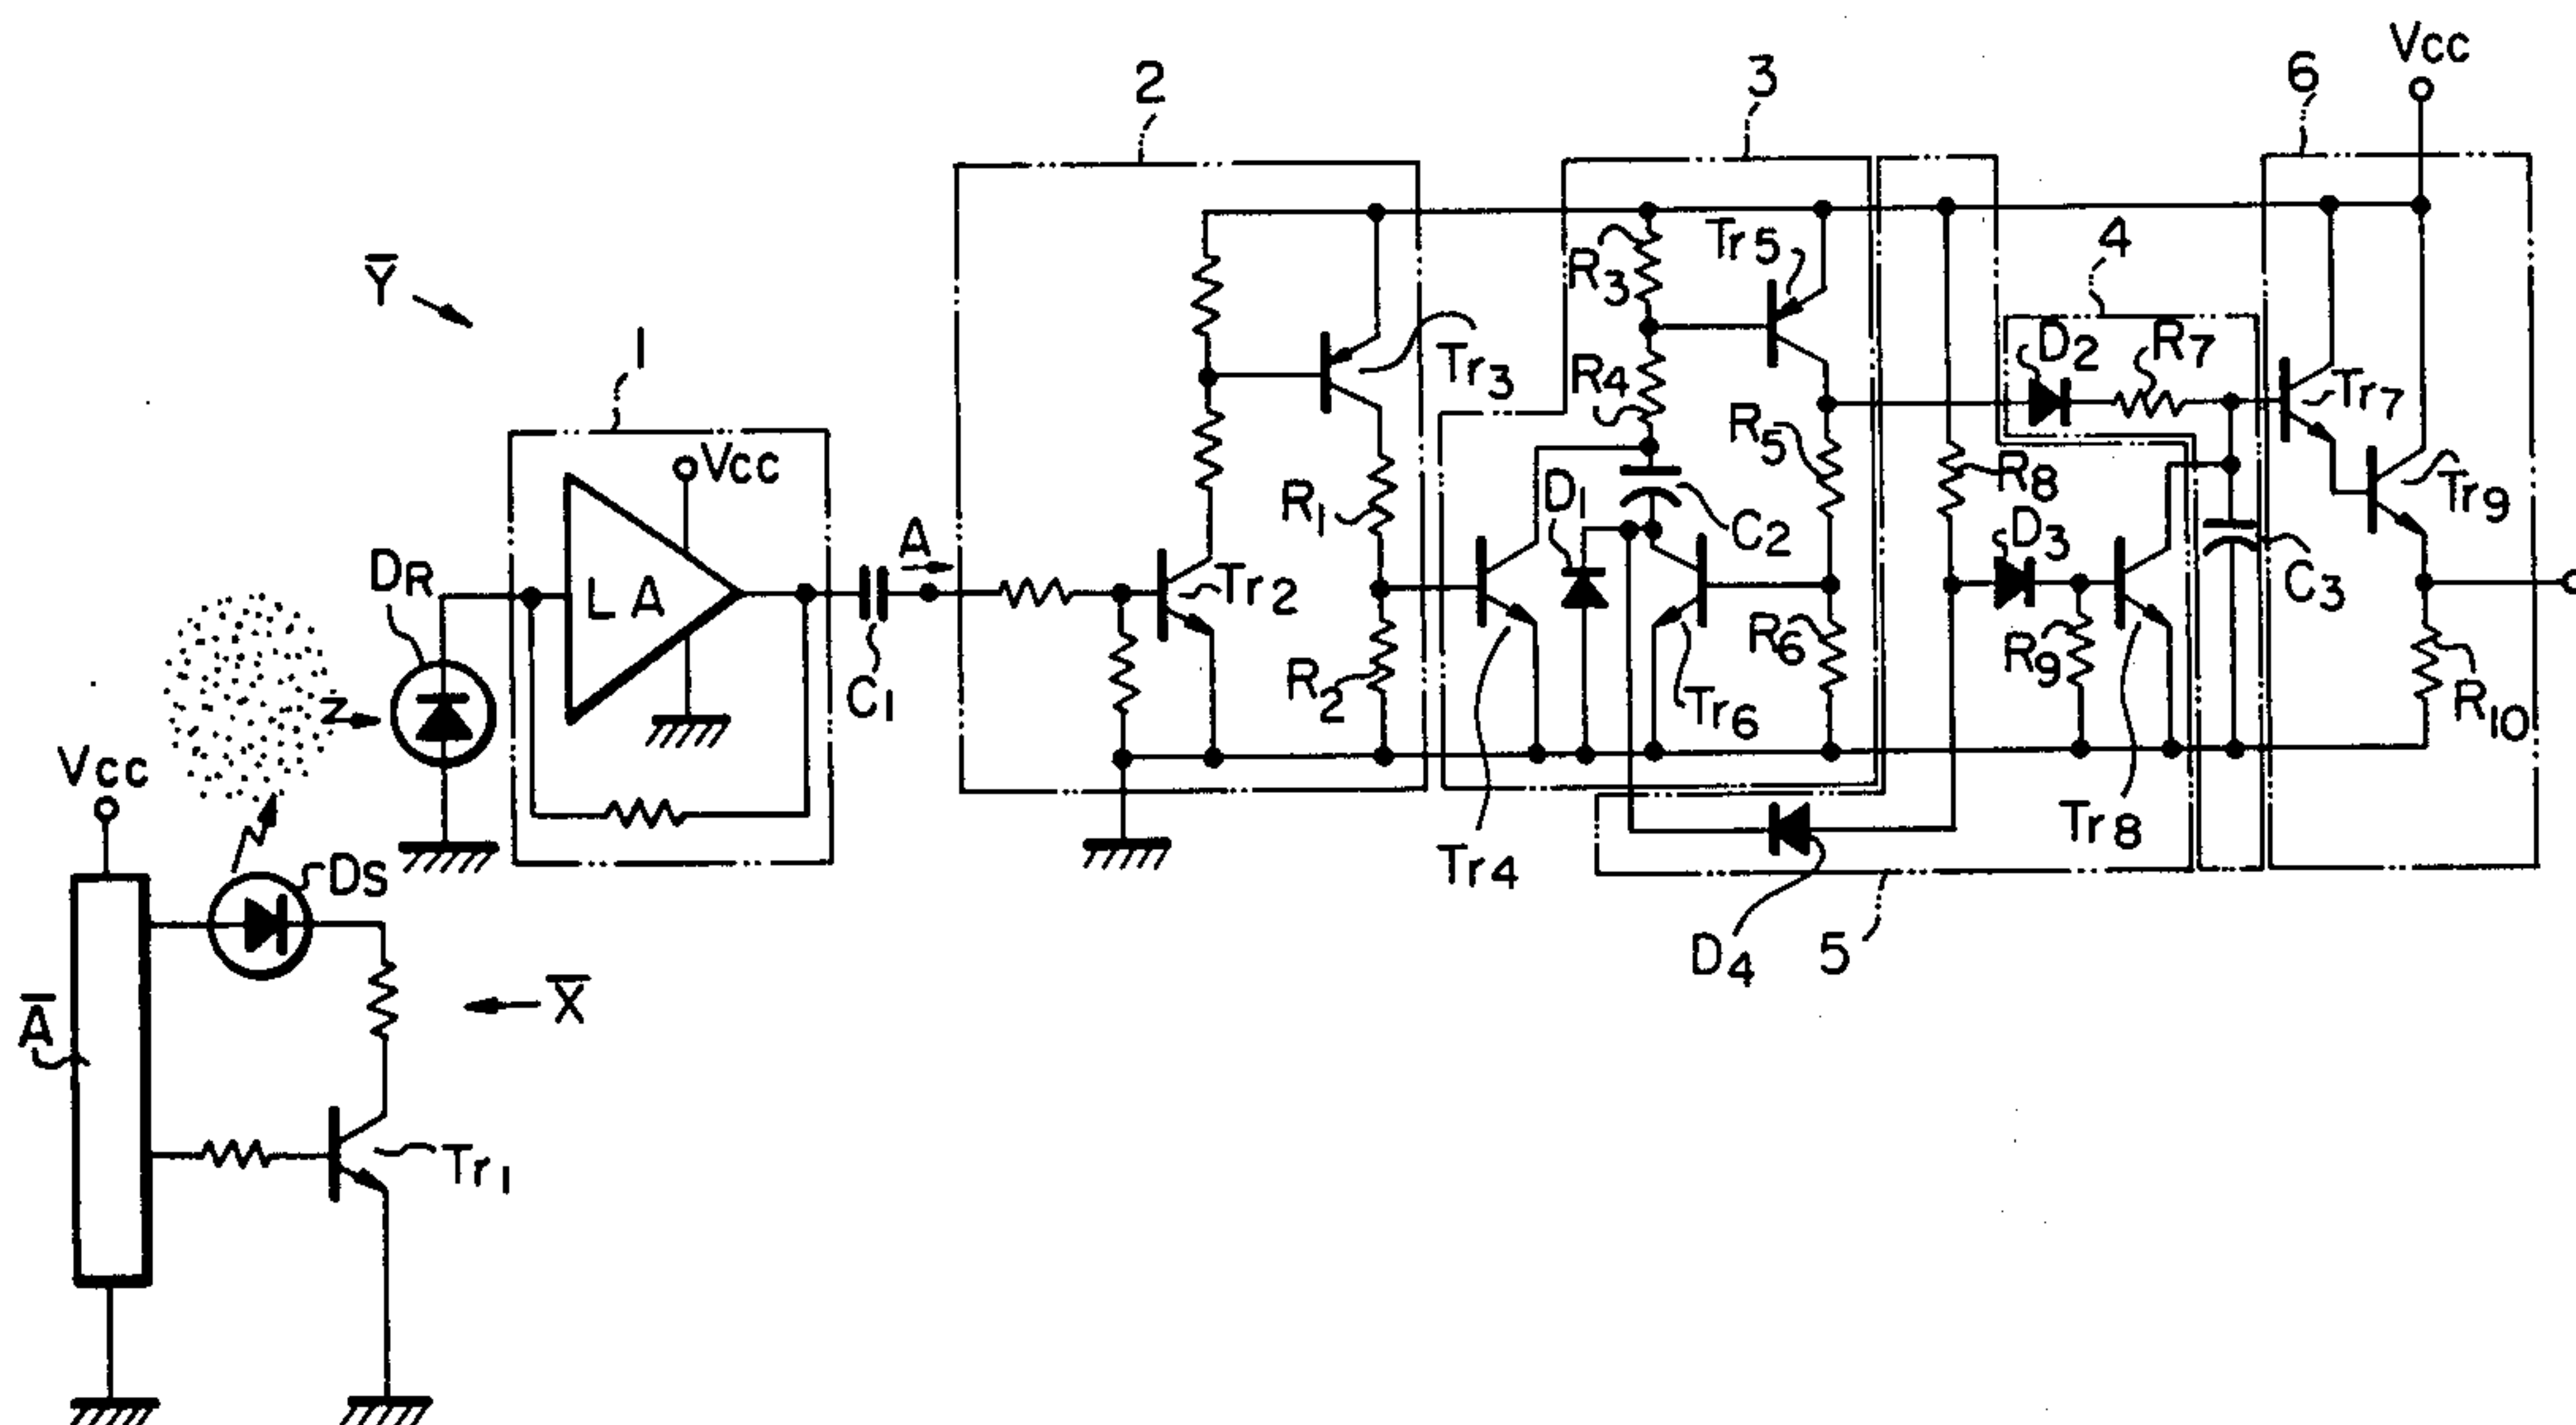 2
3
Vcc
6
Y̅
Tr5
R3
4
D2
R7
Tr3
R4
Tr7
1
Vcc
R5
R8
Tr9
R1
D1
C2
D3
A
DR
LA
Tr2
C3
C1
R2
Tr6
R6
R9
R10
Z
Vcc
Tr4
Tr8
DS
D4
5
A̅
X̅
Tr1